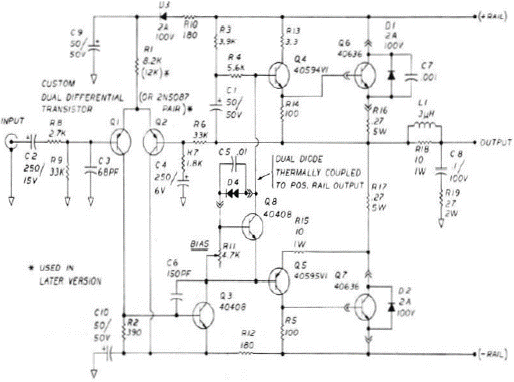 D3
2A
100V
R10
180
(+RAIL)
C9
50/
50V
R1
8.2K
(12K)*
R3
3.9K
R4
5.6K
R13
3.3
Q4
40594VI
Q6
40636
D1
2A
100V
C7
.001
CUSTOM
DUAL DIFFERENTIAL
TRANSISTOR
(OR 2N5087
PAIR)*
C1
50/
50V
R14
100
R16
.27
5W
L1
3µH
INPUT
R8
2.7K
Q1
Q2
R6
33K
OUTPUT
C2
250/
15V
R9
33K
C3
68PF
C4
250/
6V
R7
1.8K
C5 .01
D4
DUAL DIODE
THERMALLY COUPLED
TO POS. RAIL OUTPUT
R18
10
1W
C8
.1/
100V
R17
.27
5W
R19
.27
2W
Q8
40408
BIAS
R11
4.7K
R15
10
1W
* USED IN
LATER VERSION
C6
150PF
Q5
40595VI
Q7
40636
D2
2A
100V
Q3
40408
C10
50/
50V
R2
390
R12
180
R5
100
(-RAIL)